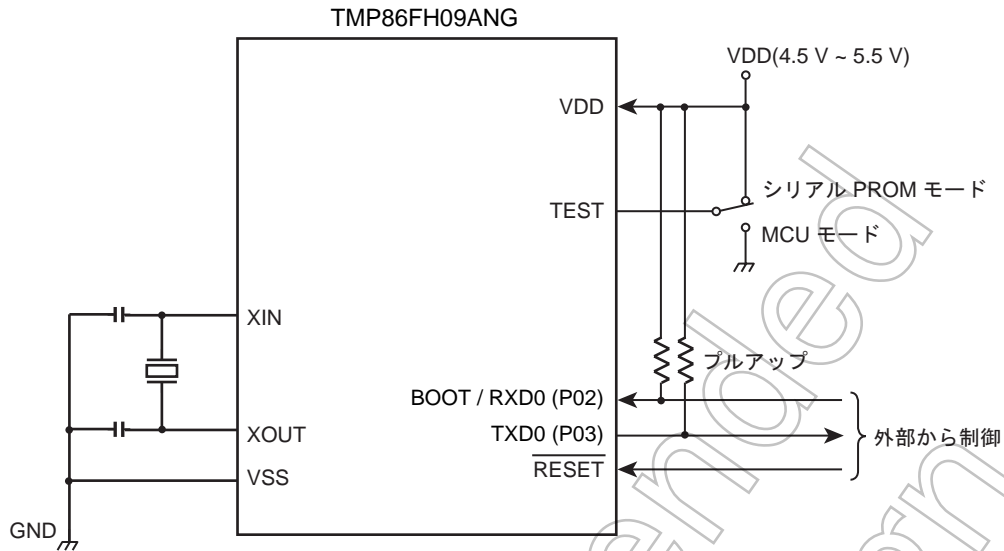 TMP86FH09ANG
VDD(4.5 V ~ 5.5 V)
VDD
シリアル PROM モード
TEST
MCU モード
XIN
プルアップ
BOOT / RXD0 (P02)
XOUT
TXD0 (P03)
外部から制御
RESET
VSS
GND